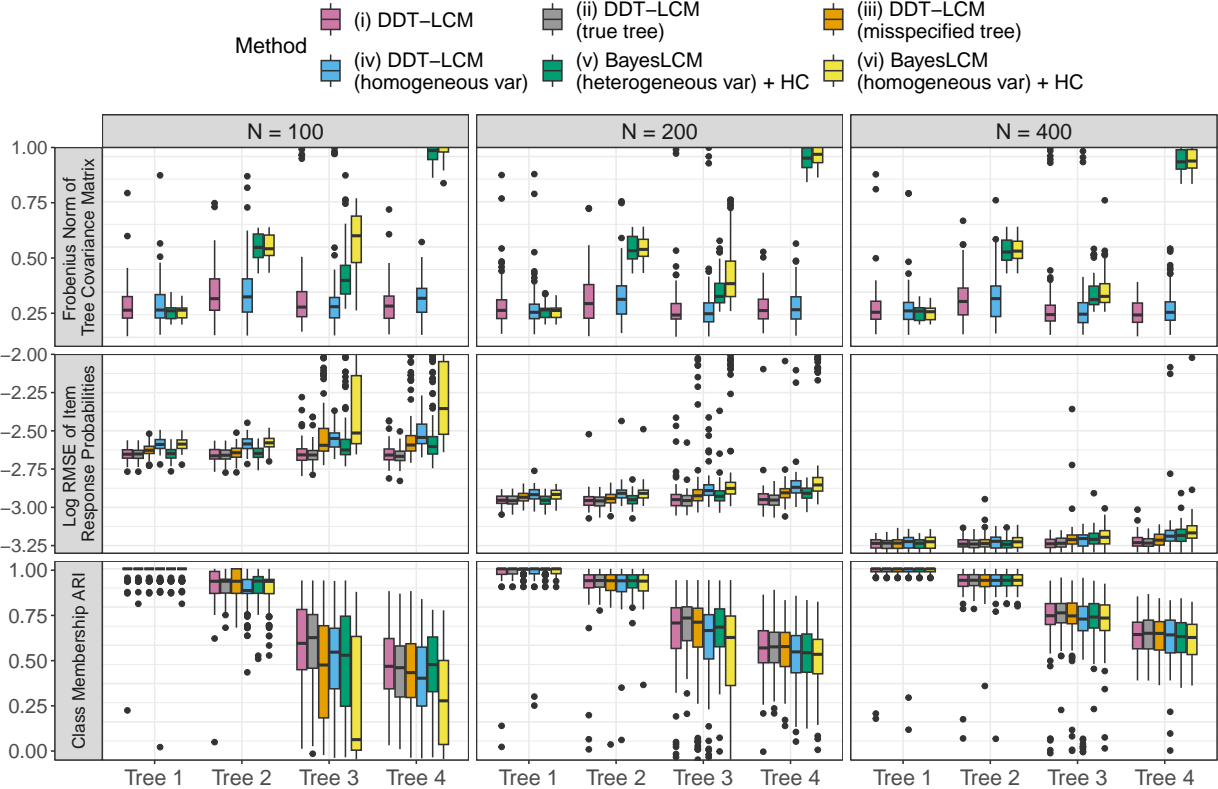 Method
(i) DDT−LCM
(ii) DDT−LCM
(true tree)
(iii) DDT−LCM
(misspecified tree)
(iv) DDT−LCM
(homogeneous var)
(v) BayesLCM
(heterogeneous var) + HC
(vi) BayesLCM
(homogeneous var) + HC
N = 100
N = 200
N = 400
Frobenius Norm of
Tree Covariance Matrix
1.00
0.75
0.50
0.25
Log RMSE of Item
Response Probabilities
−2.00
−2.25
−2.50
−2.75
−3.00
−3.25
Class Membership ARI
1.00
0.75
0.50
0.25
0.00
Tree 1
Tree 2
Tree 3
Tree 4
Tree 1
Tree 2
Tree 3
Tree 4
Tree 1
Tree 2
Tree 3
Tree 4